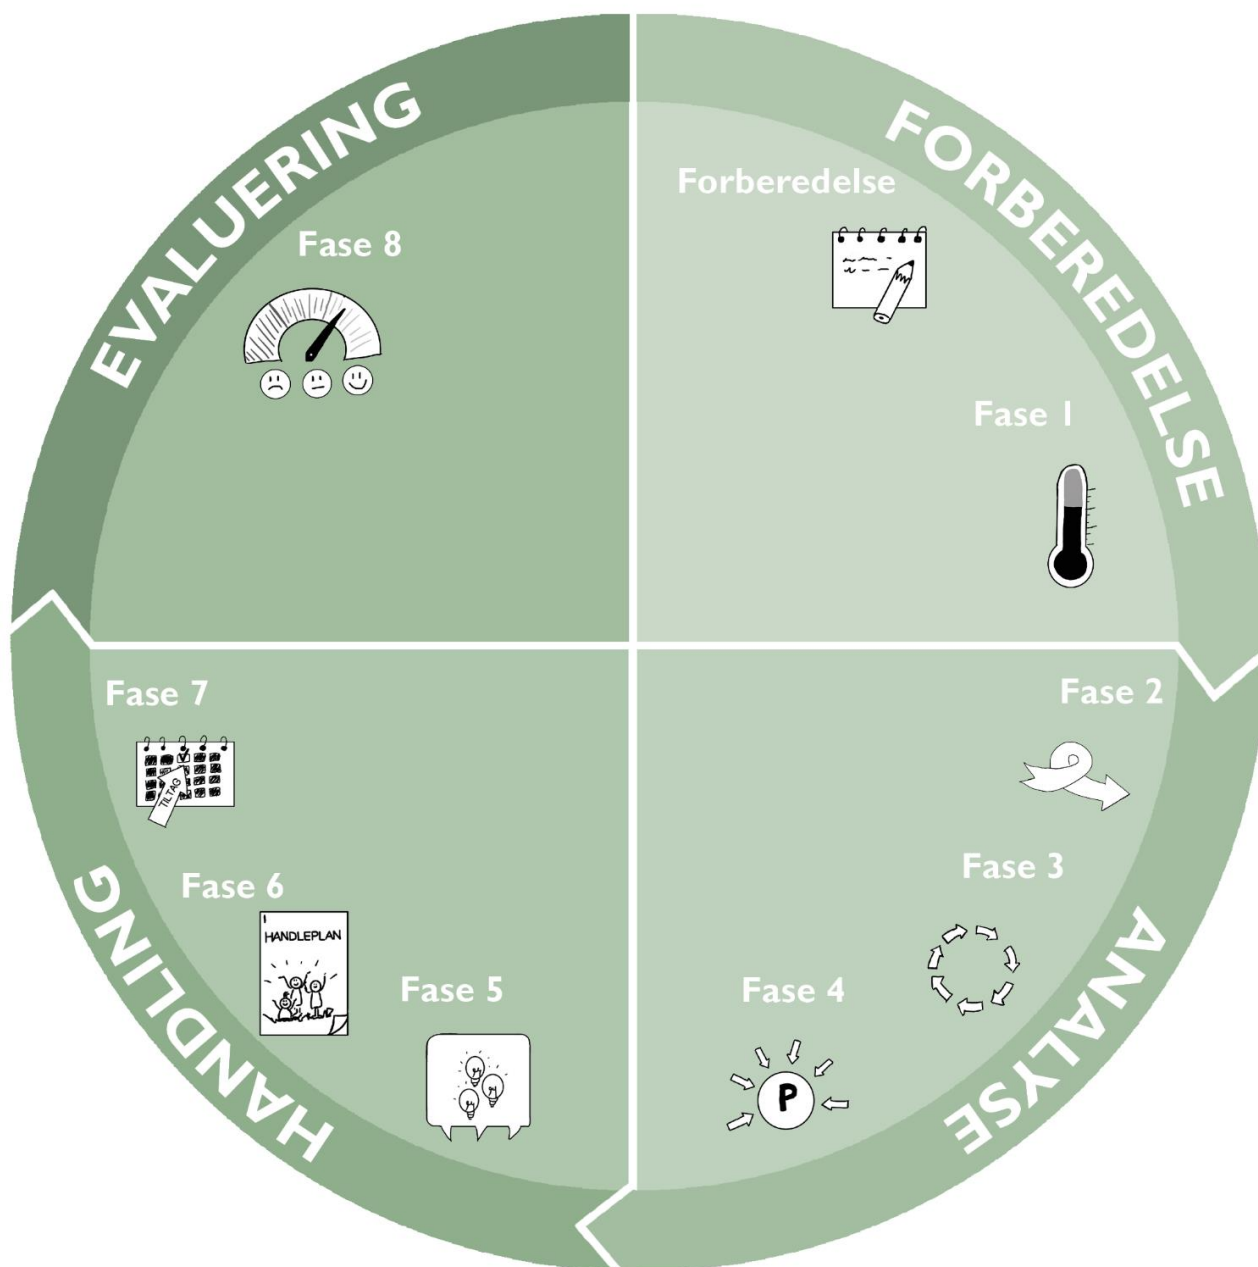 FORBEREDELSE
Forberedelse
Fase 1
ANALYSE
Fase 2
Fase 3
Fase 4
P
HANDLING
Fase 5
Fase 6
1
HANDLEPLAN
Fase 7
TILTAG
EVALUERING
Fase 8